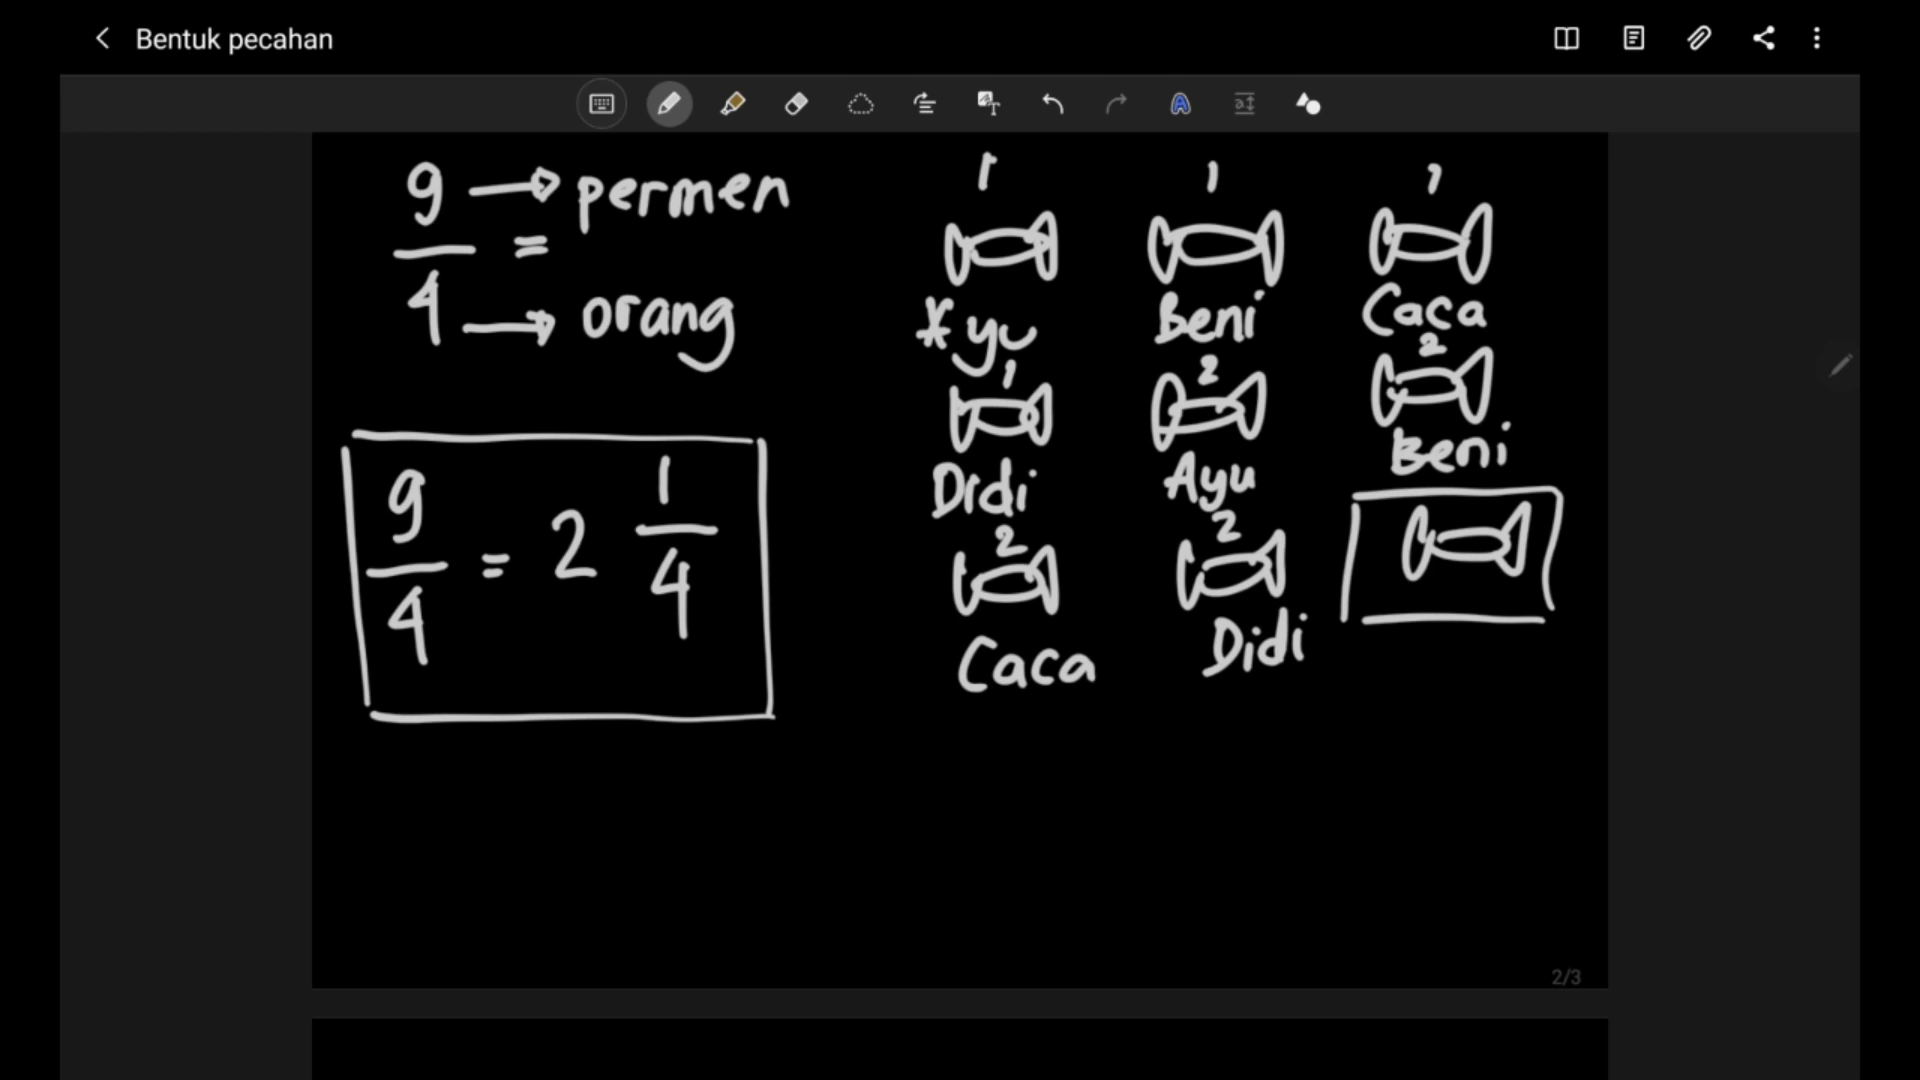 Bentuk pecahan
9 → permen
=
4 → orang
9/4 = 2 1/4
1 1 1
*yu Beni Caca
1 2 2
Didi Ayu Beni
2 2
Caca Didi
2/3